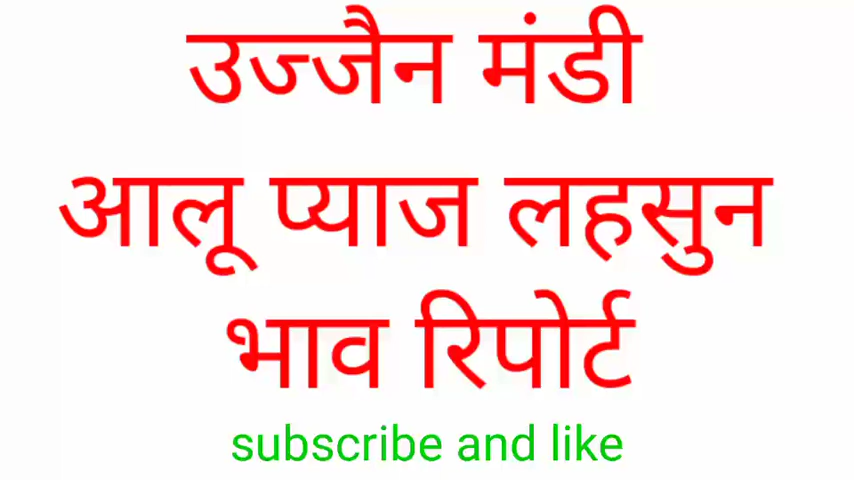 उज्जैन मंडी
आलू प्याज लहसुन
भाव रिपोर्ट
subscribe and like